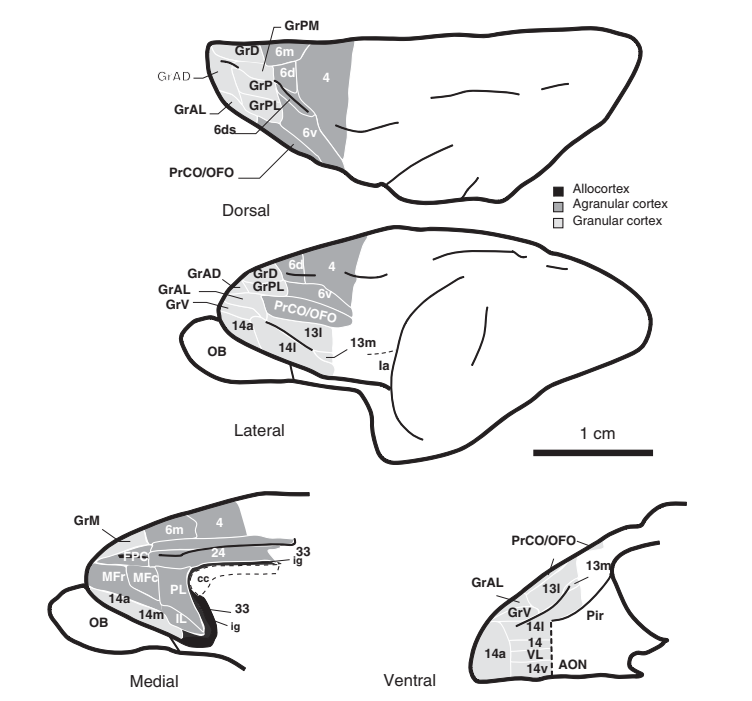 GrPM
GrD
6m
GrAD
6d
4
GrP
GrAL
GrPL
6ds
6v
PrCO/OFO
Dorsal
Allocortex
Agranular cortex
Granular cortex
GrAD
GrD
6d
4
GrAL
GrPL
GrV
6v
PrCO/OFO
14a
13l
13m
OB
14l
Ia
Lateral
1 cm
GrM
6m
4
FPC
24
33
ig
MFr
MFc
cc
PL
14a
33
14m
IL
ig
OB
Medial
PrCO/OFO
13m
GrAL
13l
GrV
Pir
14l
14
14a
VL
AON
14v
Ventral